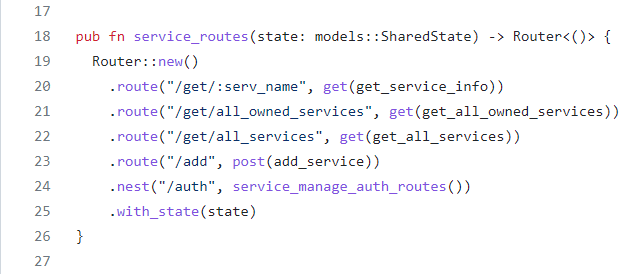 17
18 pub fn service_routes(state: models::SharedState) -> Router<()> {
19   Router::new()
20     .route("/get/:serv_name", get(get_service_info))
21     .route("/get/all_owned_services", get(get_all_owned_services))
22     .route("/get/all_services", get(get_all_services))
23     .route("/add", post(add_service))
24     .nest("/auth", service_manage_auth_routes())
25     .with_state(state)
26 }
27